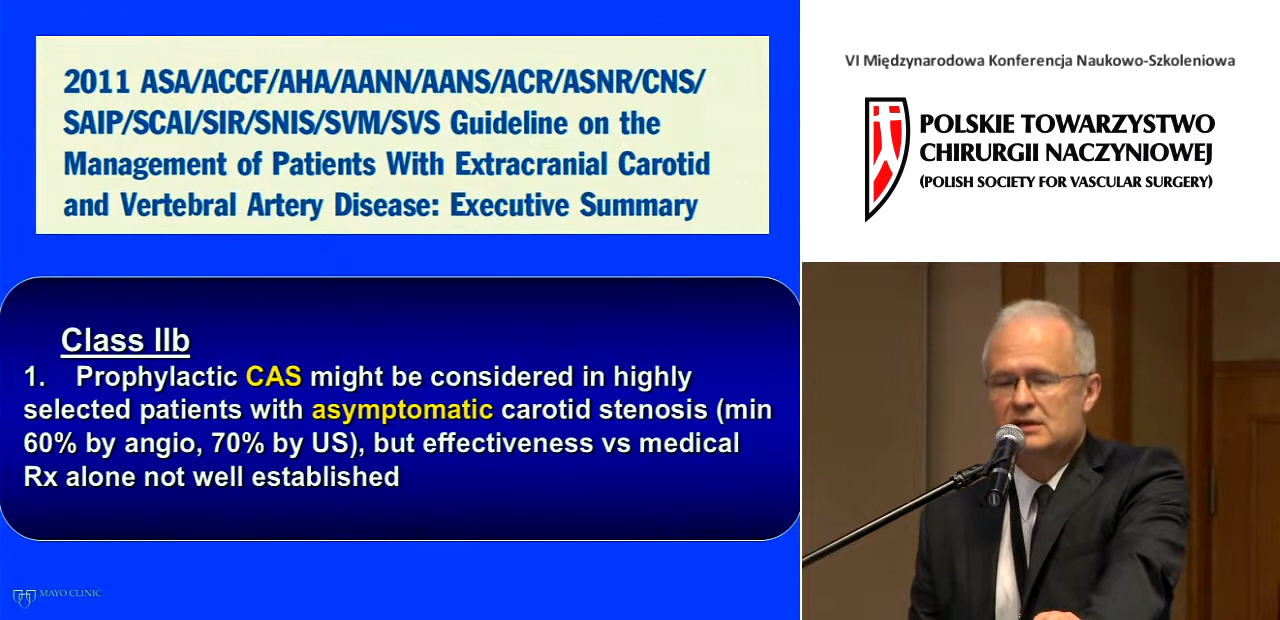 2011 ASA/ACCF/AHA/AANN/AANS/ACR/ASNR/CNS/
SAIP/SCAI/SIR/SNIS/SVM/SVS Guideline on the
Management of Patients With Extracranial Carotid
and Vertebral Artery Disease: Executive Summary
Class IIb
1. Prophylactic CAS might be considered in highly
selected patients with asymptomatic carotid stenosis (min
60% by angio, 70% by US), but effectiveness vs medical
Rx alone not well established
MAYO CLINIC
VI Międzynarodowa Konferencja Naukowo-Szkoleniowa
POLSKIE TOWARZYSTWO
CHIRURGII NACZYNIOWEJ
(POLISH SOCIETY FOR VASCULAR SURGERY)